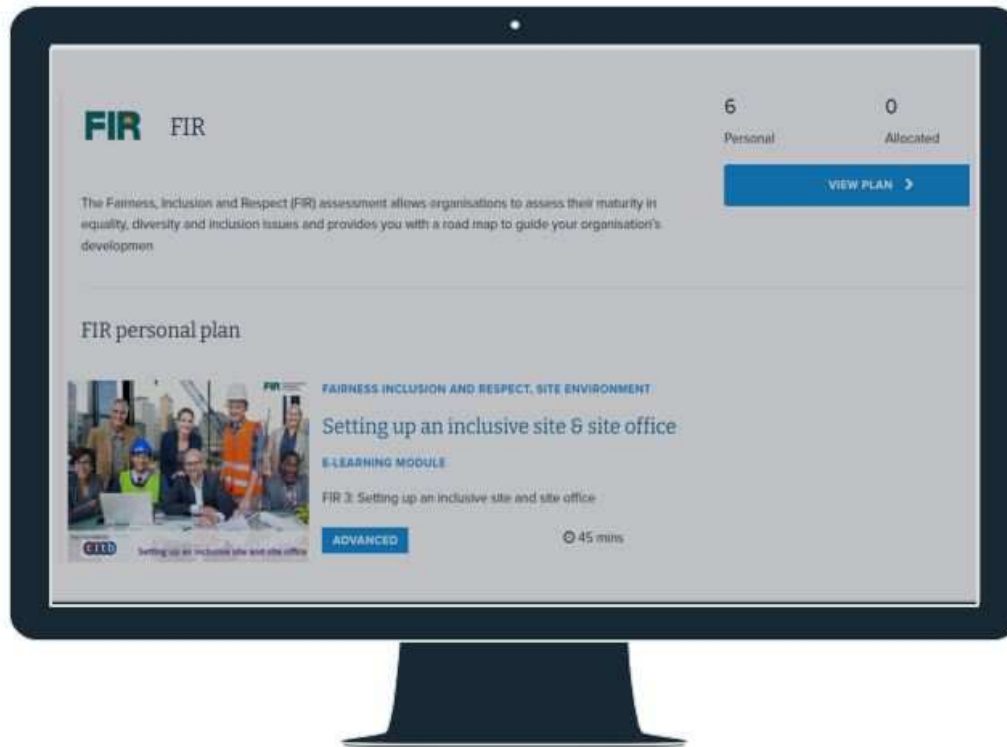 FIR
FIR
6
0
Personal
Allocated
VIEW PLAN
The Fairness, Inclusion and Respect (FIR) assessment allows organisations to assess their maturity in
equality, diversity and inclusion issues and provides you with a road map to guide your organisation's
developmen
FIR personal plan
FIR
FAIRNESS INCLUSION AND RESPECT, SITE ENVIRONMENT
Setting up an inclusive site & site office
E-LEARNING MODULE
FIR 3: Setting up an inclusive site and site office
ADVANCED
45 mins
citb
Setting up an inclusive site and site office